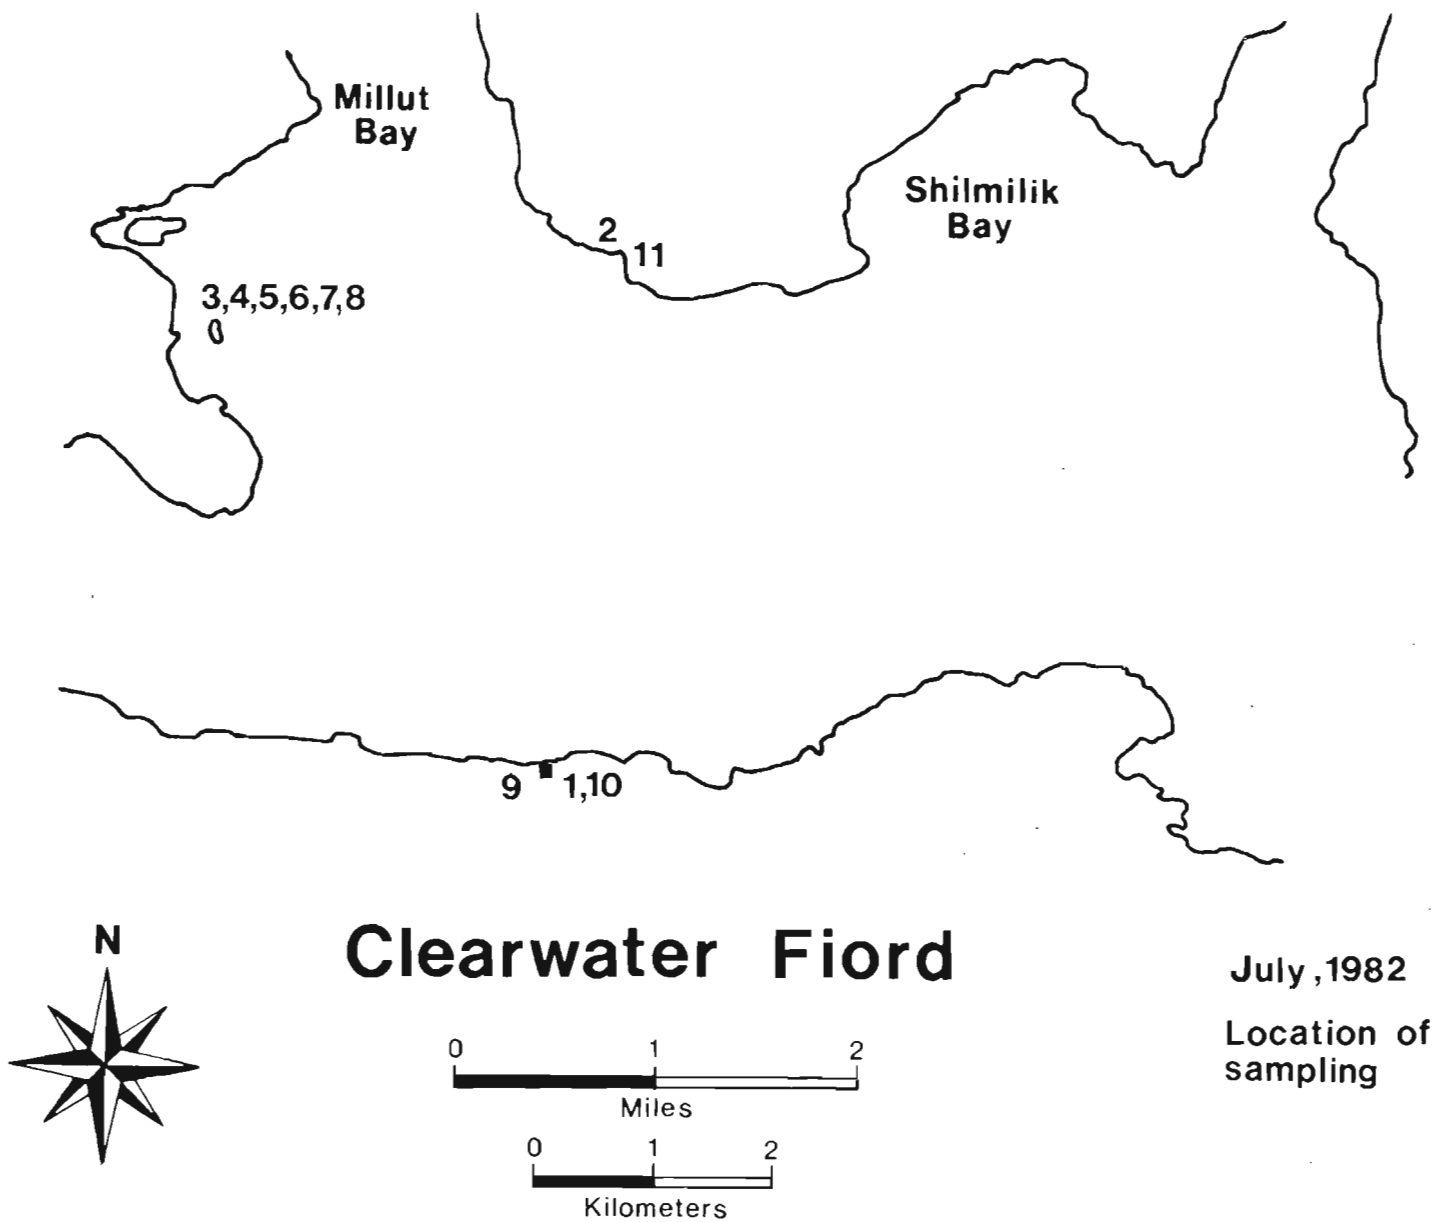 Millut
Bay
Shilmilik
Bay
2
11
3,4,5,6,7,8
9
1,10
N
Clearwater Fiord
July,1982
Location of
sampling
0 1 2
Miles
0 1 2
Kilometers